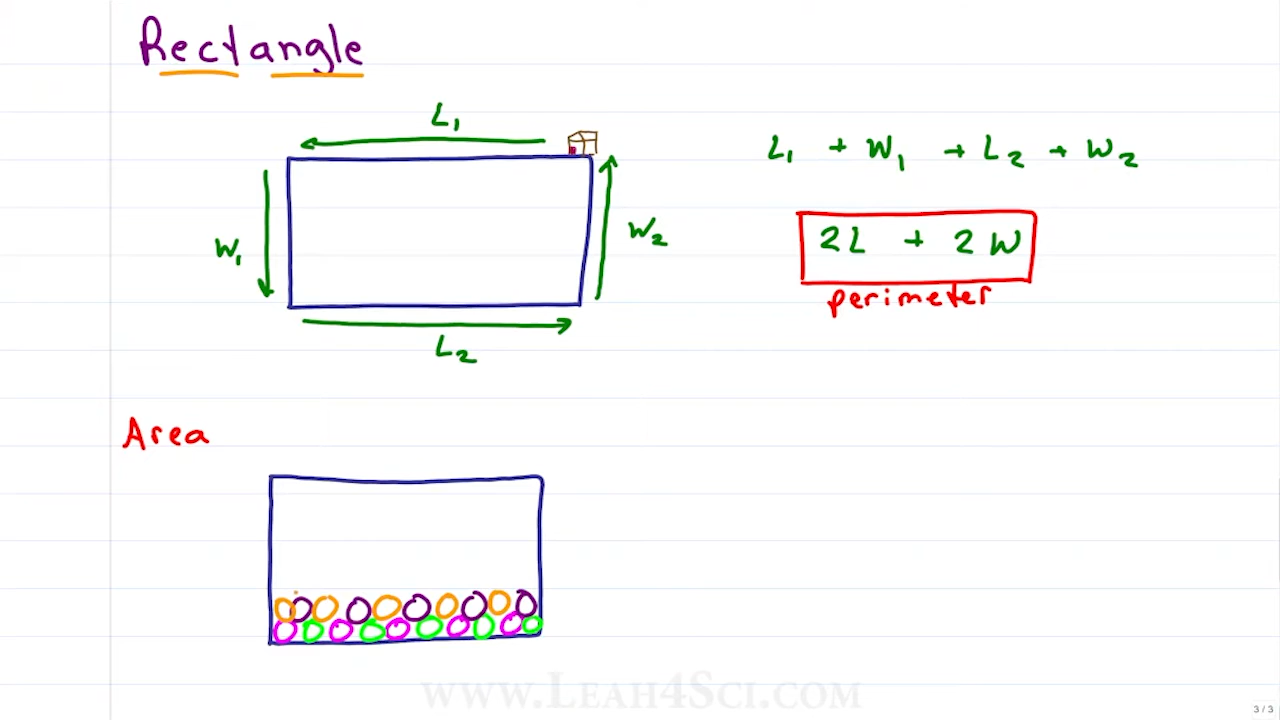 Rectangle
L₁
L₁ + W₁ + L₂ + W₂
W₁
W₂
2L + 2W
perimeter
L₂
Area
www.Leah4Sci.com
3 / 3